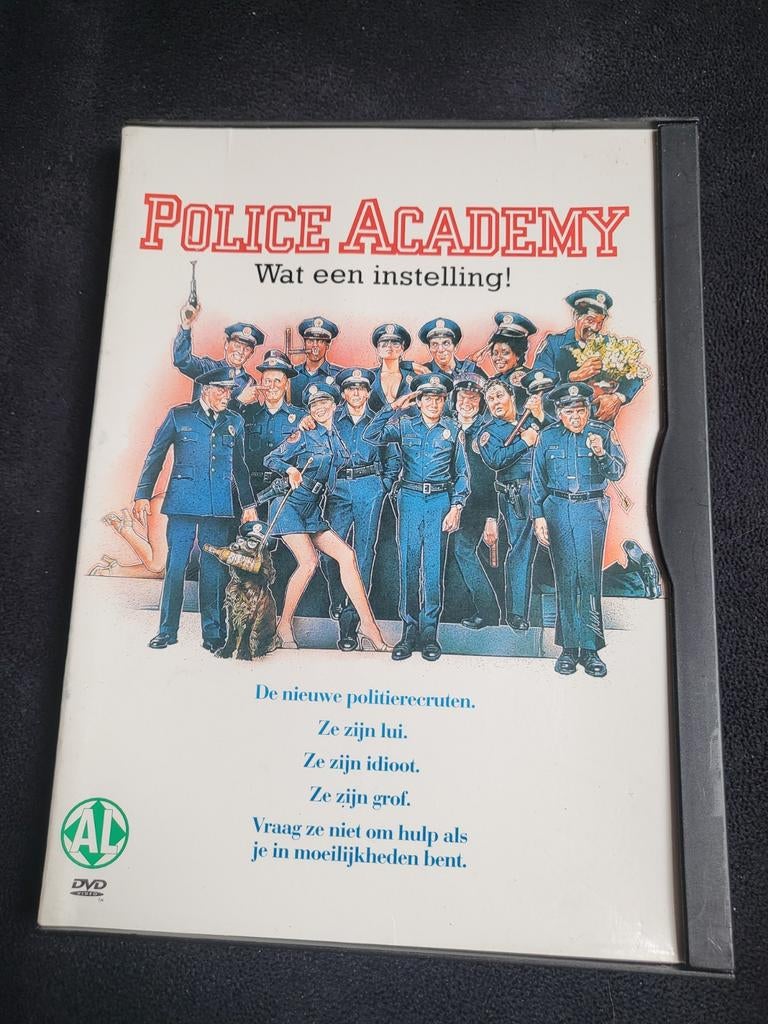 POLICE ACADEMY
Wat een instelling!
De nieuwe politierecruten.
Ze zijn lui.
Ze zijn idioot.
Ze zijn grof.
Vraag ze niet om hulp als
je in moeilijkheden bent.
AL
DVD
VIDEO